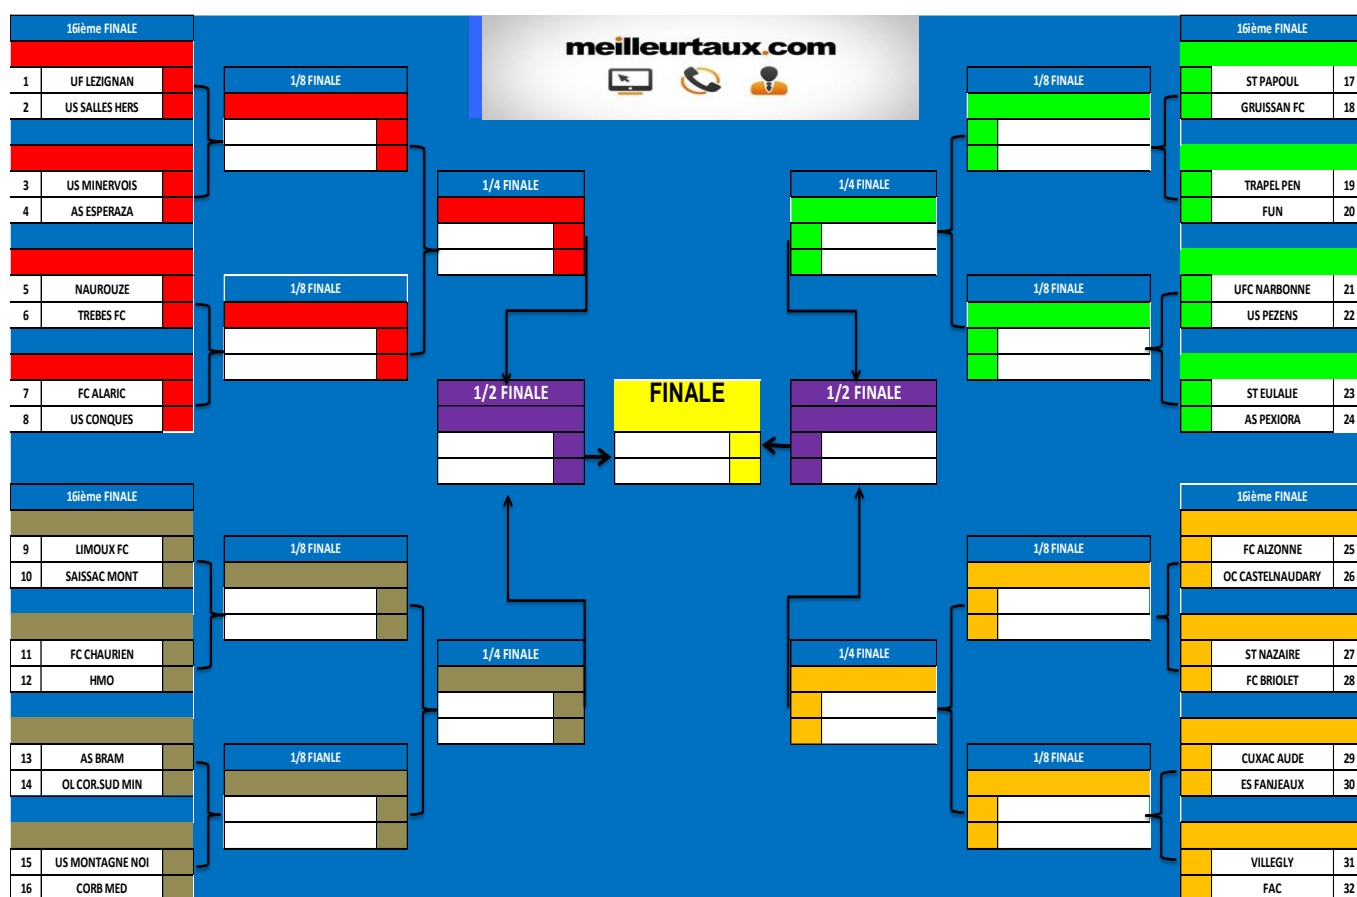 meilleurtaux.com
16ième FINALE
1 UF LEZIGNAN
2 US SALLES HERS
3 US MINERVOIS
4 AS ESPERAZA
5 NAUROUZE
6 TREBES FC
7 FC ALARIC
8 US CONQUES
1/8 FINALE
1/8 FINALE
1/4 FINALE
16ième FINALE
9 LIMOUX FC
10 SAISSAC MONT
11 FC CHAURIEN
12 HMO
13 AS BRAM
14 OL COR.SUD MIN
15 US MONTAGNE NOI
16 CORB MED
1/8 FINALE
1/8 FIANLE
1/4 FINALE
1/2 FINALE
FINALE
1/2 FINALE
1/4 FINALE
1/8 FINALE
1/8 FINALE
16ième FINALE
ST PAPOUL 17
GRUISSAN FC 18
TRAPEL PEN 19
FUN 20
UFC NARBONNE 21
US PEZENS 22
ST EULALIE 23
AS PEXIORA 24
1/4 FINALE
1/8 FINALE
1/8 FINALE
16ième FINALE
FC ALZONNE 25
OC CASTELNAUDARY 26
ST NAZAIRE 27
FC BRIOLET 28
CUXAC AUDE 29
ES FANJEAUX 30
VILLEGLY 31
FAC 32